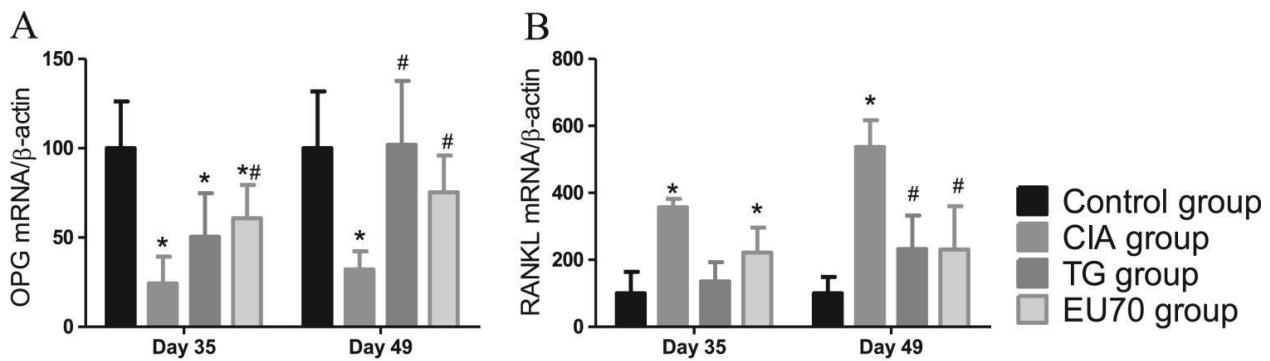 A
OPG mRNA/β-actin
150
100
50
0
*
*
*#
*
#
#
Day 35
Day 49
B
RANKL mRNA/β-actin
800
600
400
200
0
*
*
*
#
#
Day 35
Day 49
Control group
CIA group
TG group
EU70 group